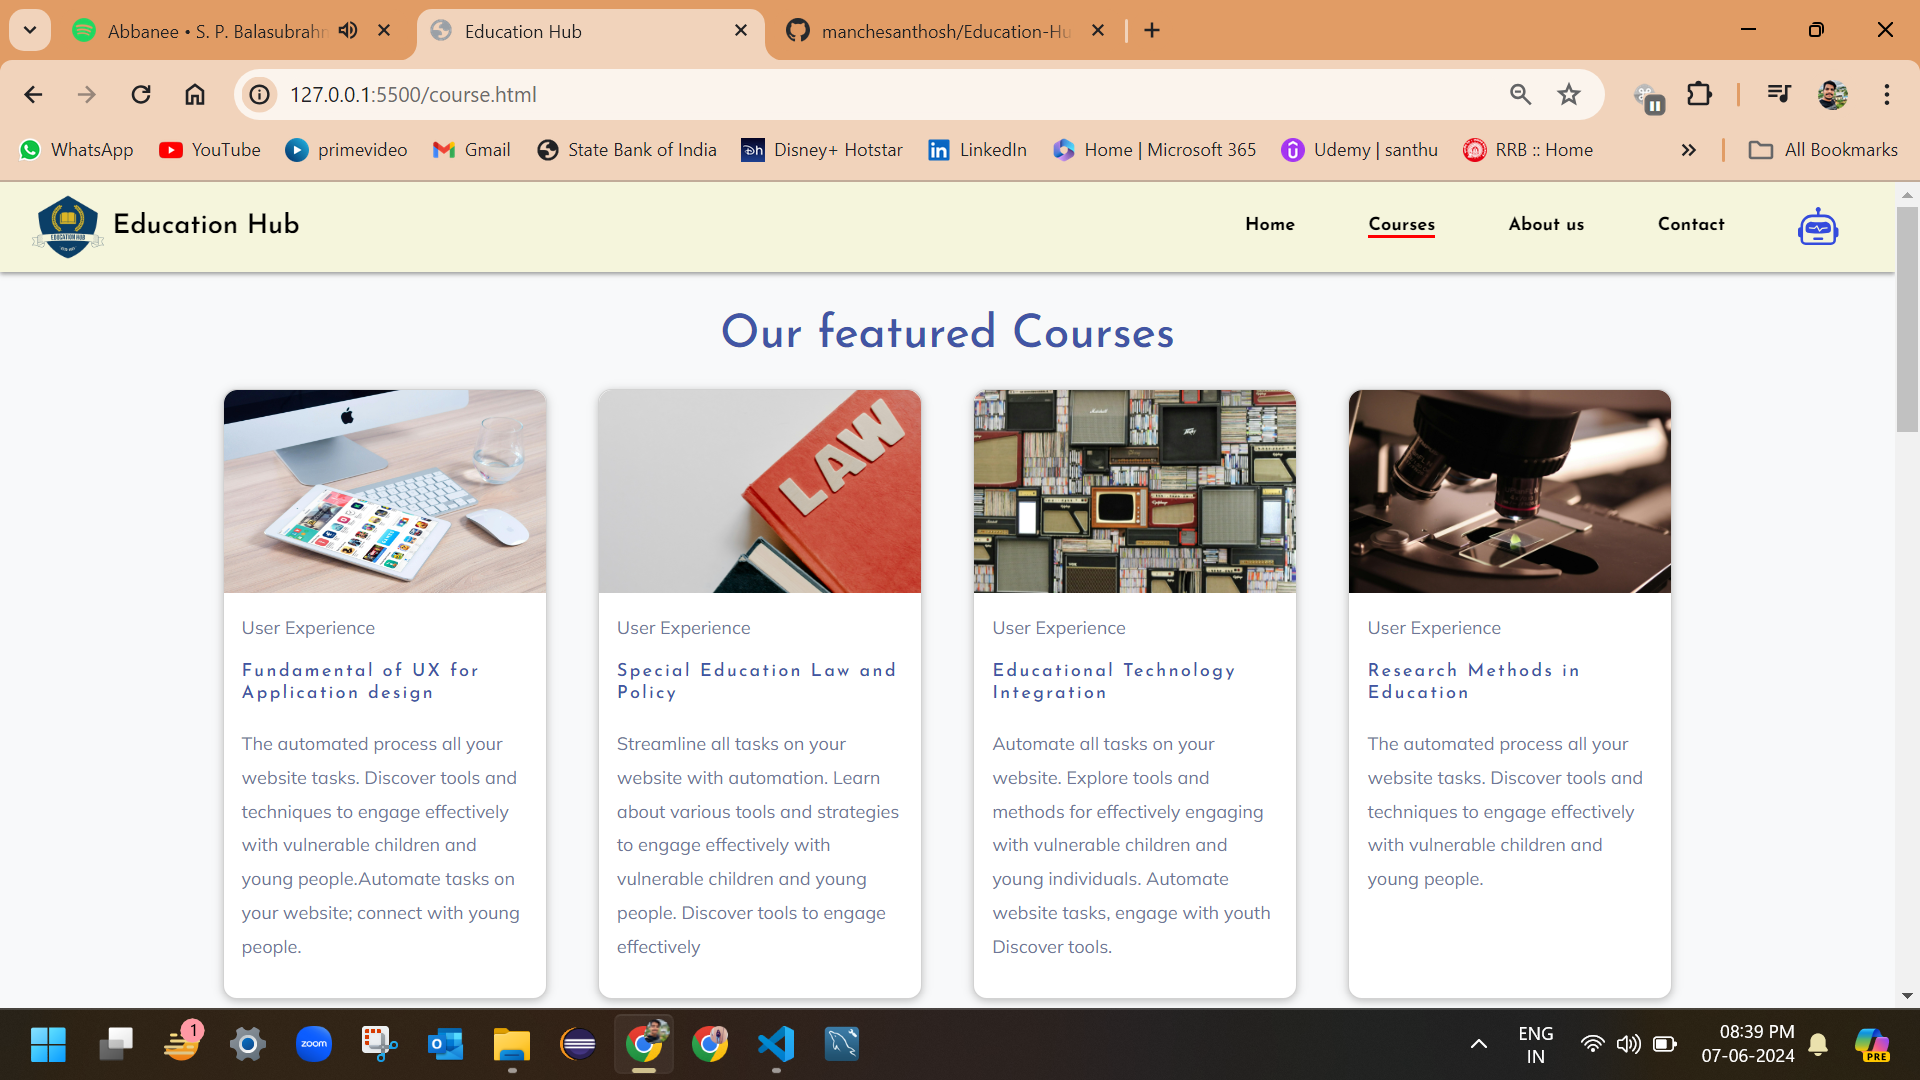 Abbanee • S. P. Balasubrahm
Education Hub
manchesanthosh/Education-Hu
127.0.0.1:5500/course.html
WhatsApp
YouTube
primevideo
Gmail
State Bank of India
Disney+ Hotstar
LinkedIn
Home | Microsoft 365
Udemy | santhu
RRB :: Home
All Bookmarks
EDUCATION HUB
Education Hub
Home
Courses
About us
Contact
Our featured Courses
LAW
User Experience
Fundamental of UX for
Application design
The automated process all your
website tasks. Discover tools and
techniques to engage effectively
with vulnerable children and
young people.Automate tasks on
your website; connect with young
people.
User Experience
Special Education Law and
Policy
Streamline all tasks on your
website with automation. Learn
about various tools and strategies
to engage effectively with
vulnerable children and young
people. Discover tools to engage
effectively
User Experience
Educational Technology
Integration
Automate all tasks on your
website. Explore tools and
methods for effectively engaging
with vulnerable children and
young individuals. Automate
website tasks, engage with youth
Discover tools.
User Experience
Research Methods in
Education
The automated process all your
website tasks. Discover tools and
techniques to engage effectively
with vulnerable children and
young people.
1
zoom
ENG
IN
08:39 PM
07-06-2024
PRE